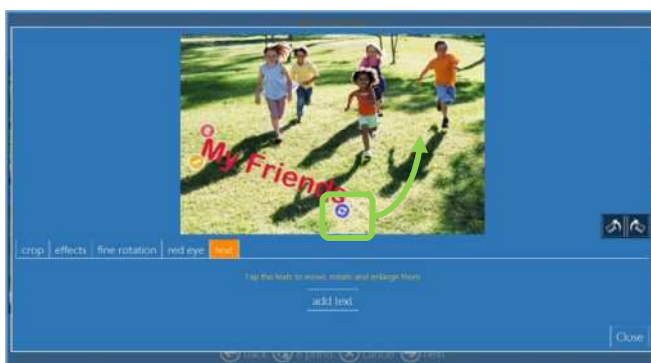 My Friends
crop effects fine rotation red eye text
Tap the texts to move, rotate and enlarge them
add text
Close